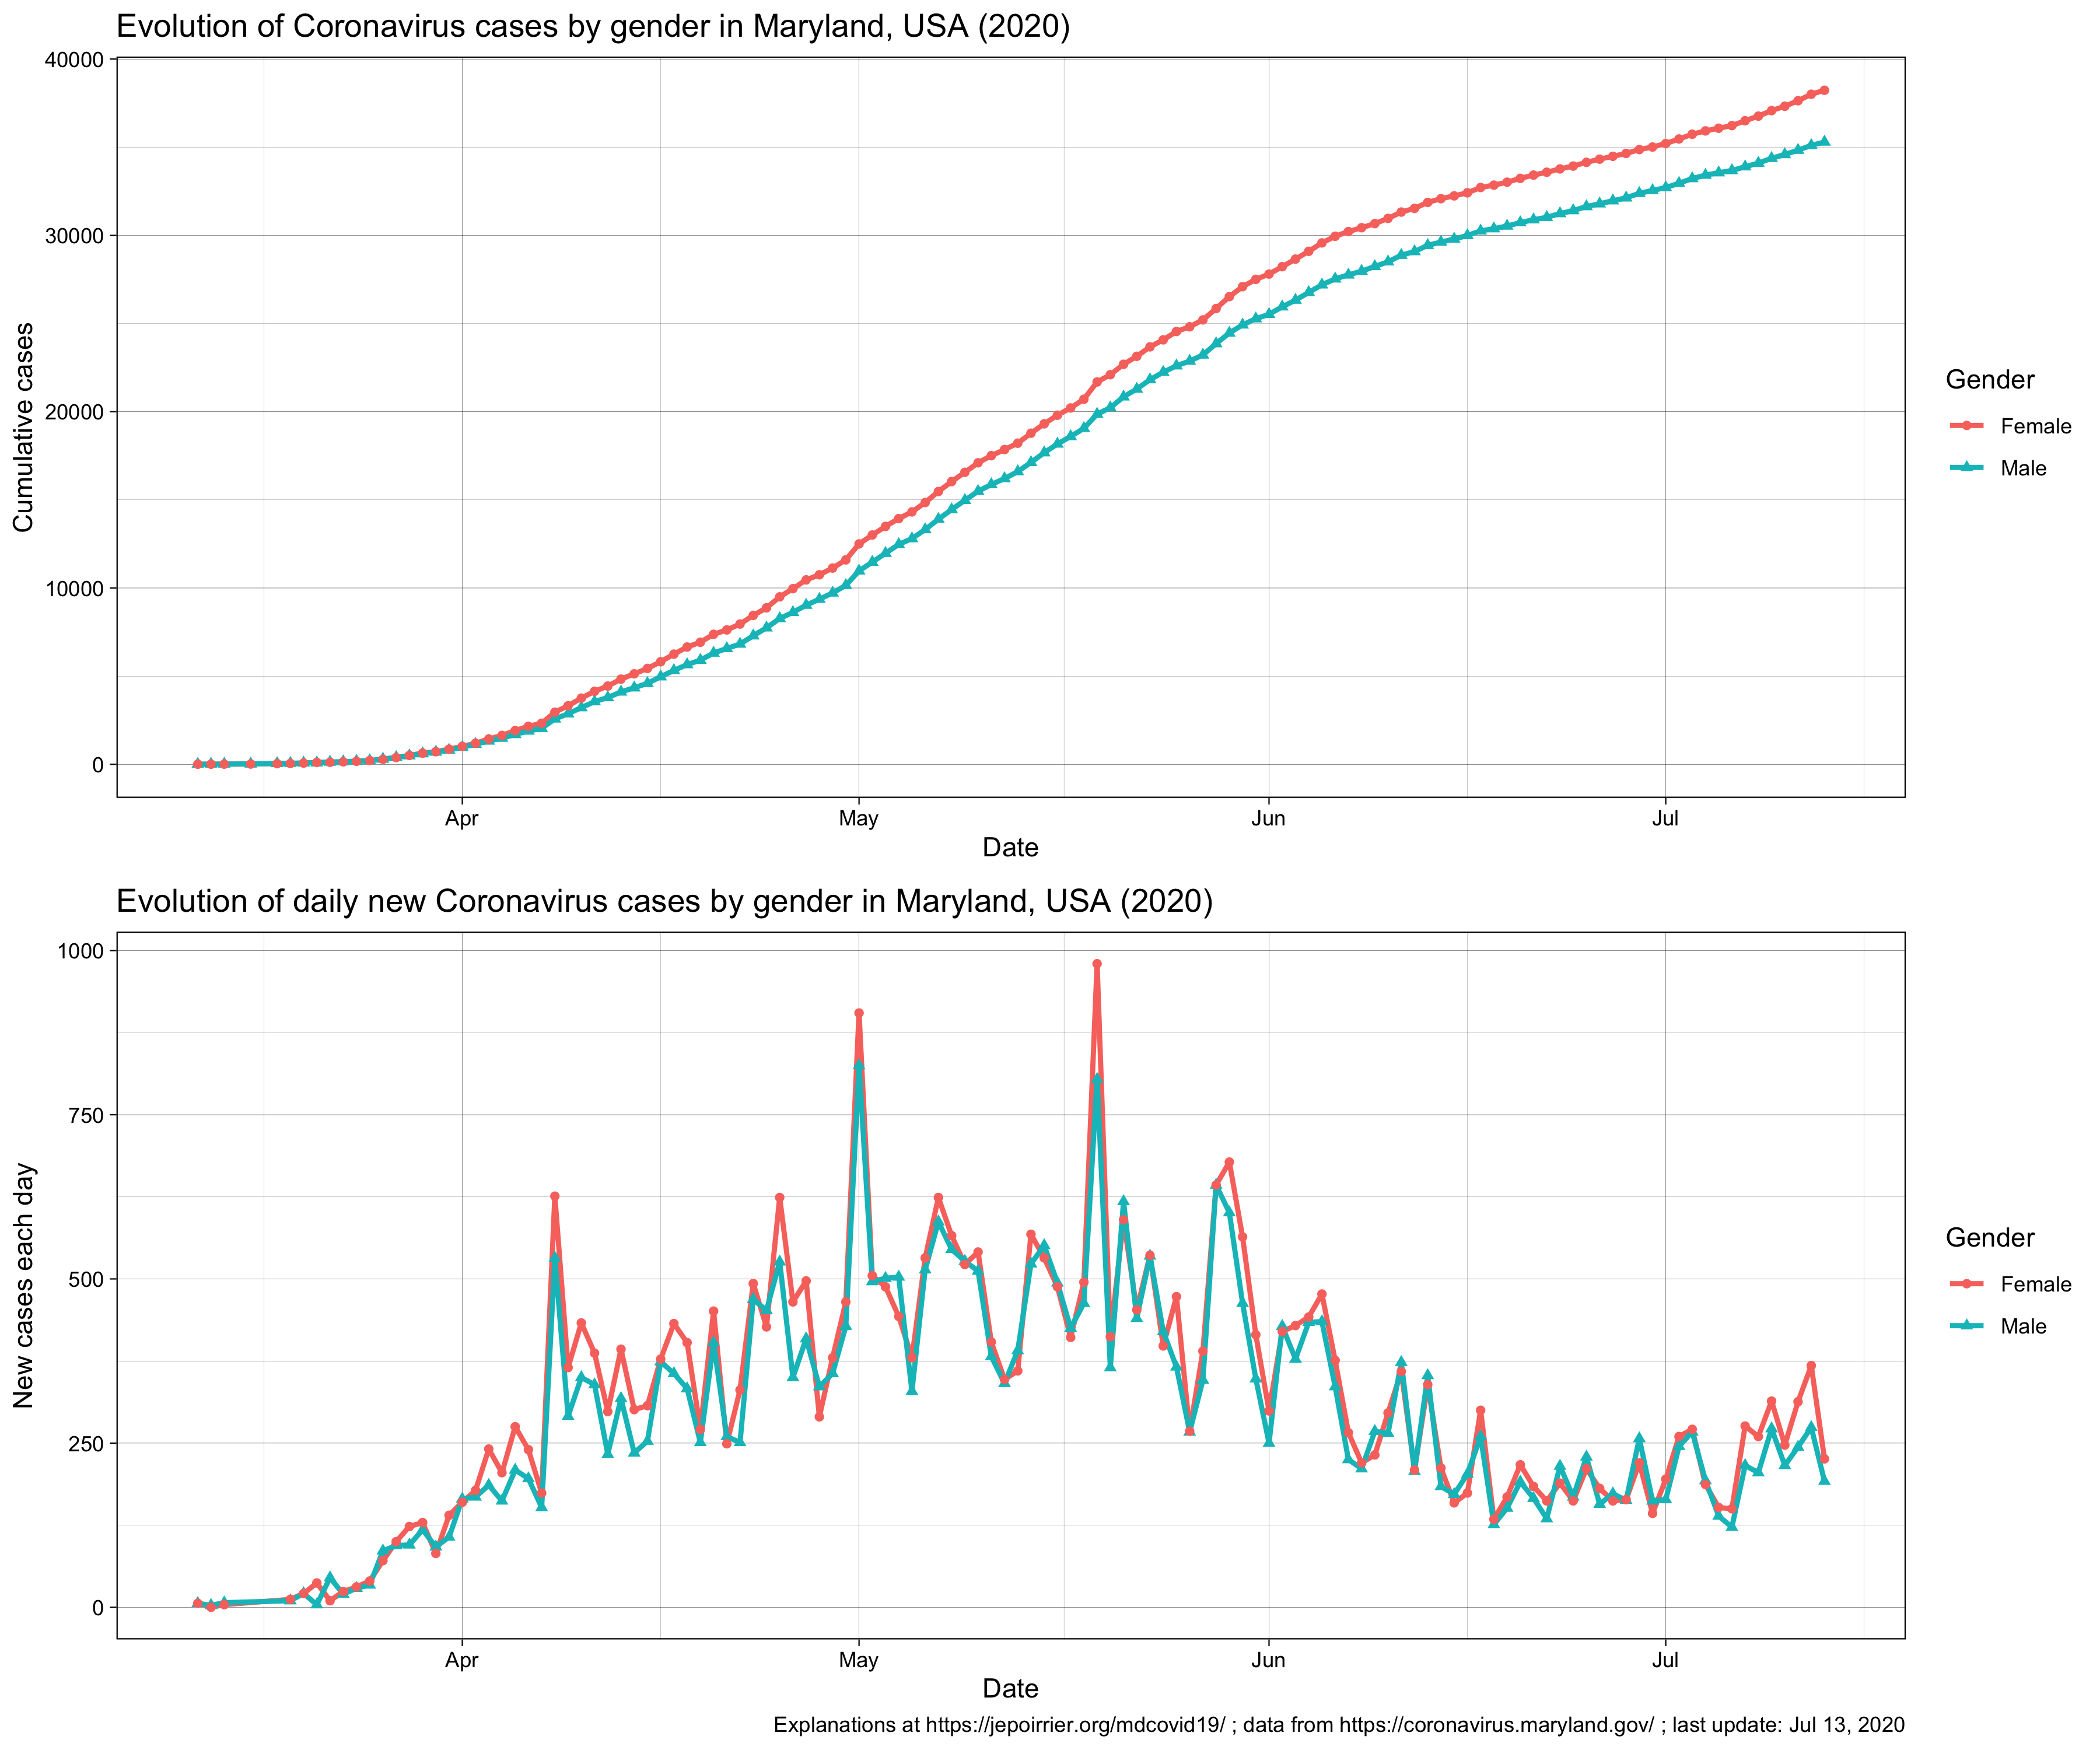 Evolution of Coronavirus cases by gender in Maryland, USA (2020)
40000
30000
20000
10000
0
Cumulative cases
Apr
May
Jun
Jul
Date
Gender
Female
Male
Evolution of daily new Coronavirus cases by gender in Maryland, USA (2020)
1000
750
500
250
0
New cases each day
Apr
May
Jun
Jul
Date
Gender
Female
Male
Explanations at https://jepoirrier.org/mdcovid19/ ; data from https://coronavirus.maryland.gov/ ; last update: Jul 13, 2020